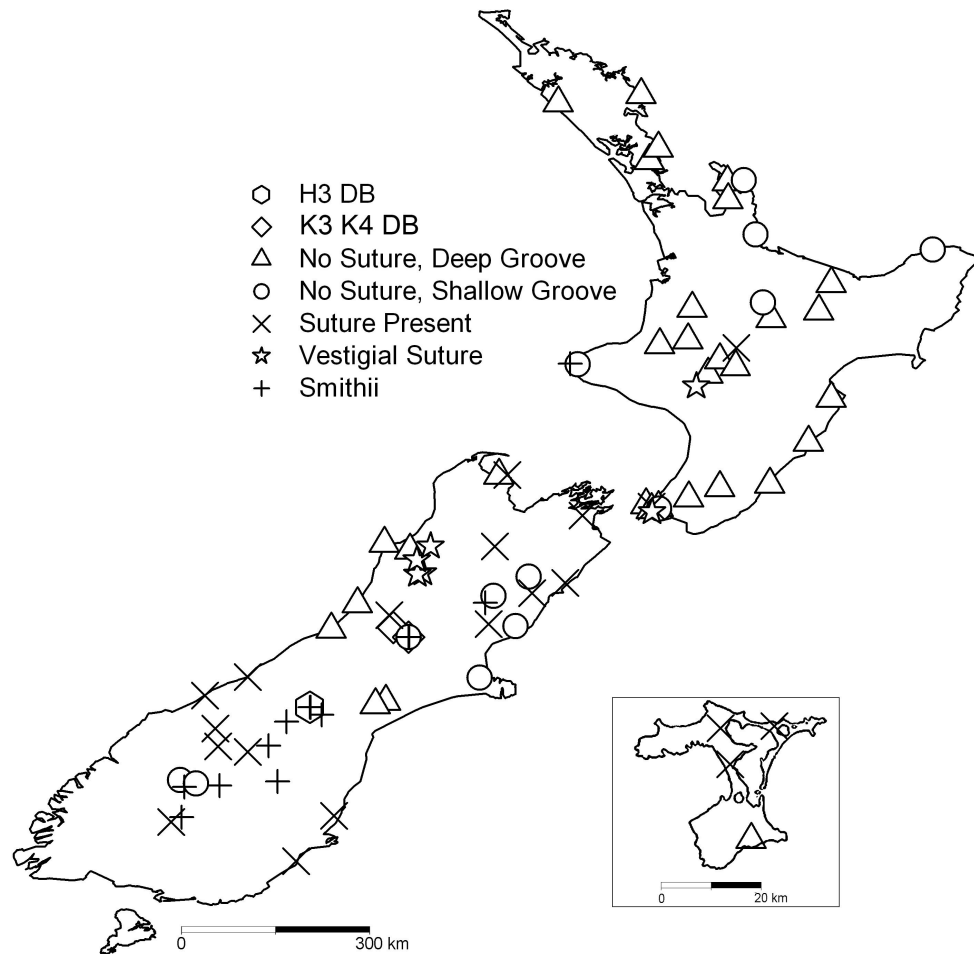 H3 DB
K3 K4 DB
No Suture, Deep Groove
No Suture, Shallow Groove
Suture Present
Vestigial Suture
Smithii
0 20 km
0 300 km